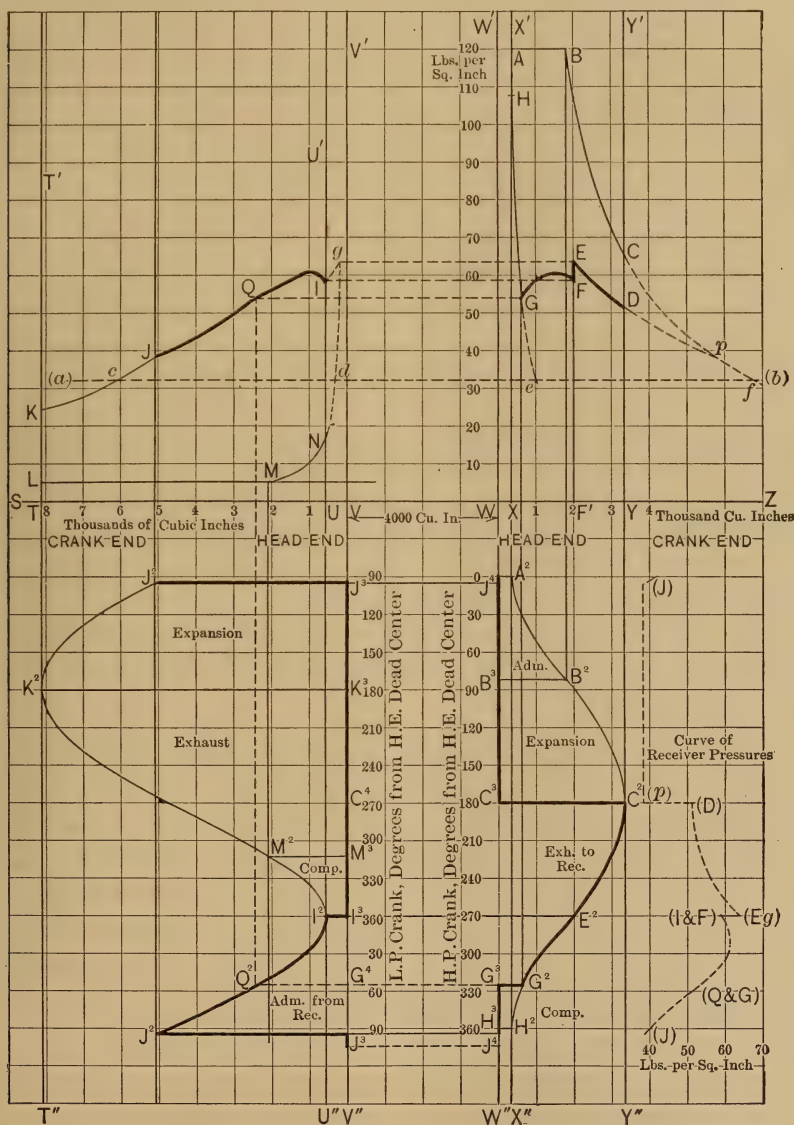 W′ X′ Y′
V′ 120 A B
Lbs. per
Sq. Inch
110 H
100
U′ 90
T′ 80
70
g E C
Q 60
I F
50 G D
J 40 p
(a) c d 30 e f (b)
K
20
N
M 10
L
S Z
T 8 7 6 5 4 3 2 1 U V 4000 Cu. In. W X 1 2 F′ 3 Y 4
Thousands of Cubic Inches Thousand Cu. Inches
CRANK END HEAD-END HEAD-END CRANK END
J² J³ 90 0 J⁴ A² (J)
120 30
Expansion
150 60
Adm.
K² K³ 180 B³ 90 B²
210 120
Exhaust Expansion Curve of
Receiver Pressures
240 150
C⁴ 270 C³ 180 C² (p) (D)
300 210
M² M³ Exh. to
Rec.
Comp.
330 240
I² I³ 360 270 E² (I & F) (Eg)
30 300
Q² G⁴ G³ G² (Q & G)
60 330
Adm. from
Rec.
H³ Comp.
J² J³ 90 360 H² (J)
J³ J⁴
40 50 60 70
Lbs. per Sq. Inch
L.P. Crank, Degrees from H.E. Dead Center
H.P. Crank, Degrees from H.E. Dead Center
T″ U″ V″ W″ X″ Y″